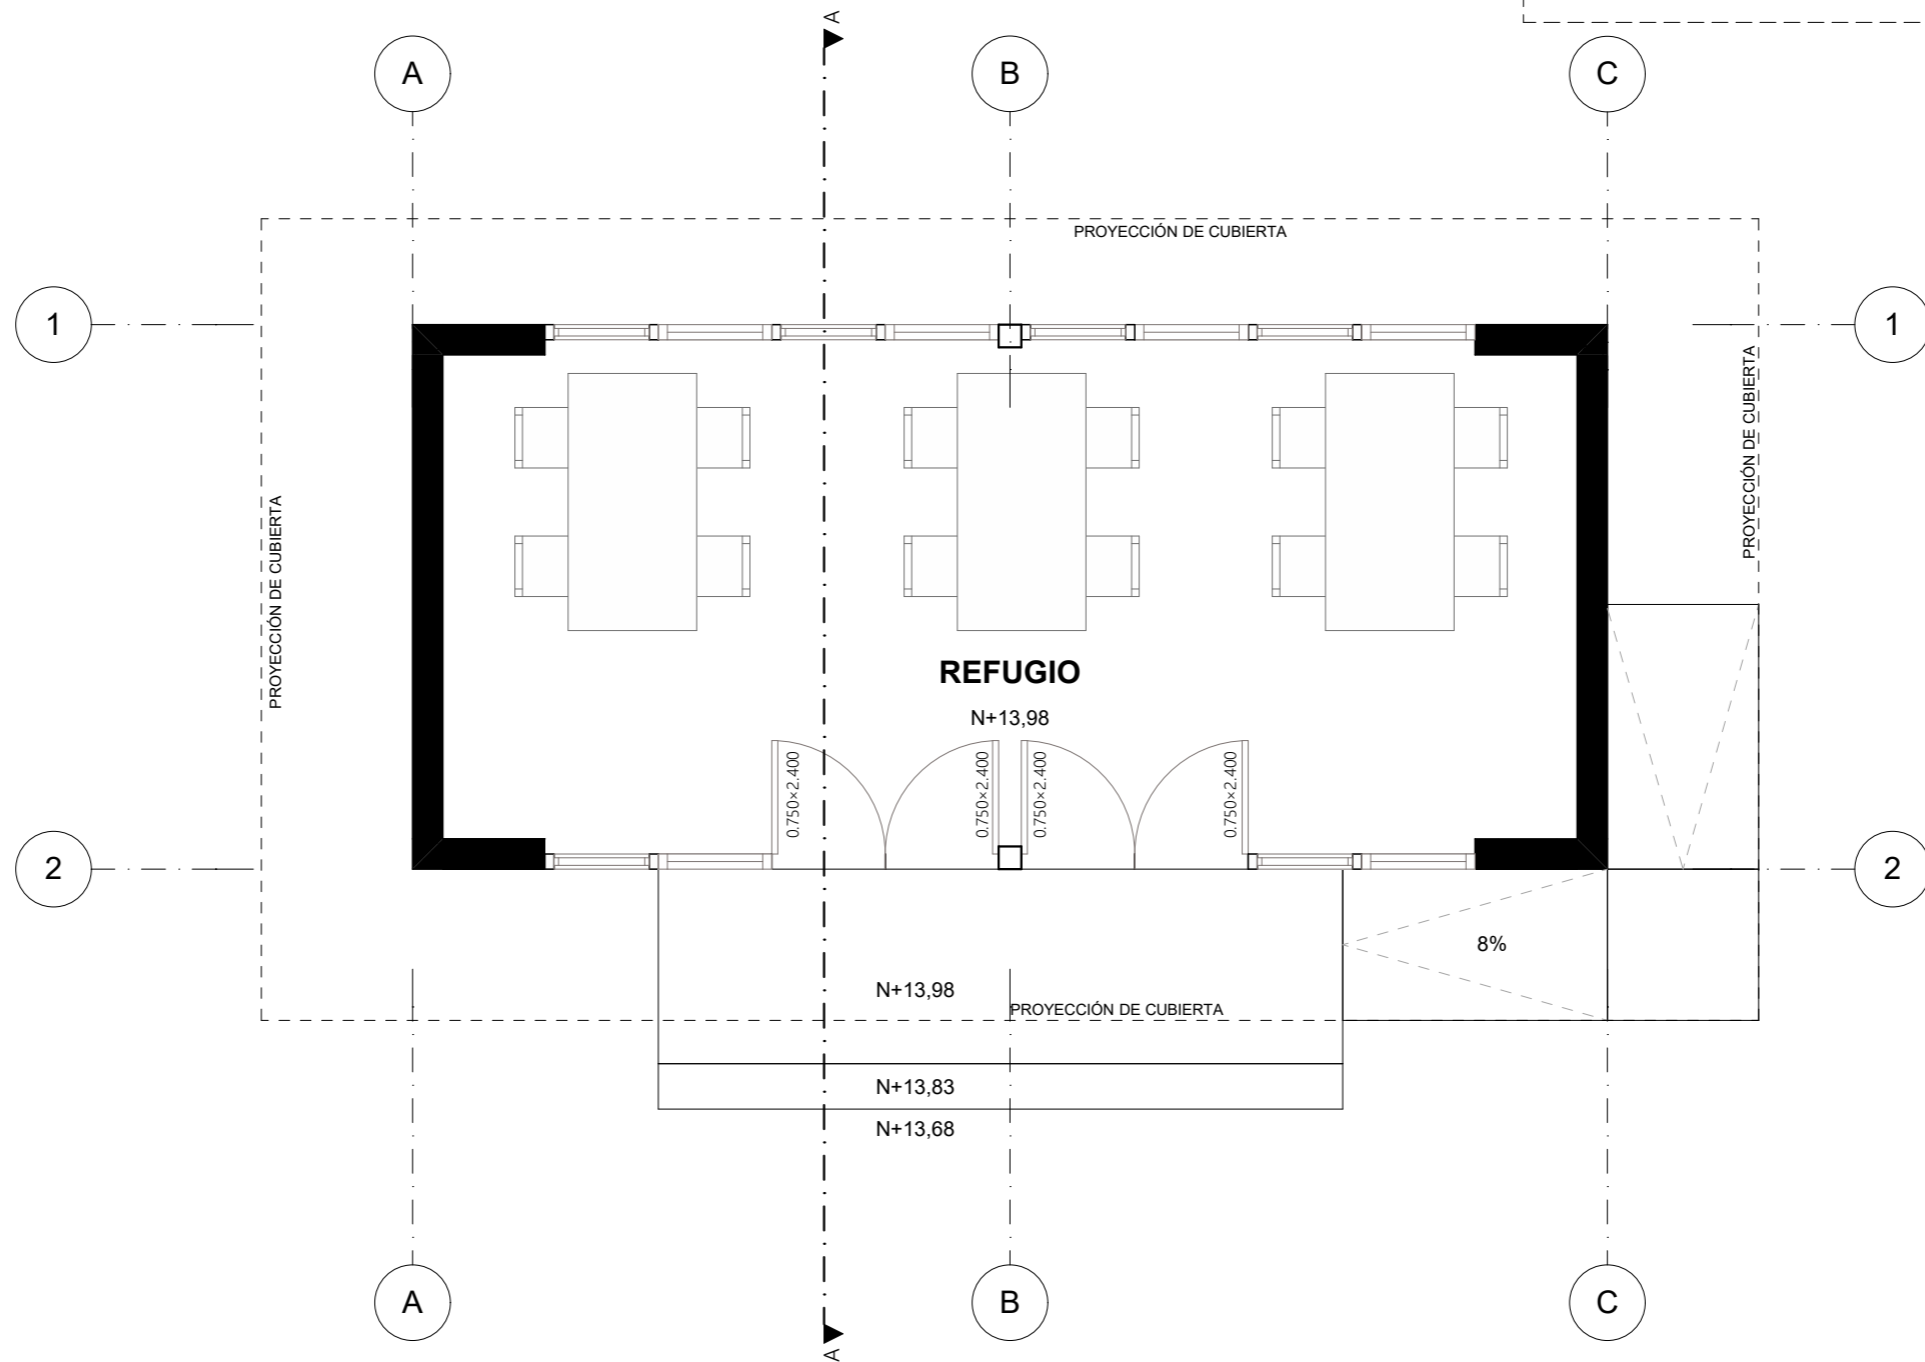 A
A
B
C
PROYECCIÓN DE CUBIERTA
1
1
PROYECCIÓN DE CUBIERTA
PROYECCIÓN DE CUBIERTA
REFUGIO
N+13,98
0.750×2.400
0.750×2.400
0.750×2.400
0.750×2.400
2
2
8%
N+13,98
PROYECCIÓN DE CUBIERTA
N+13,83
N+13,68
A
B
C
A